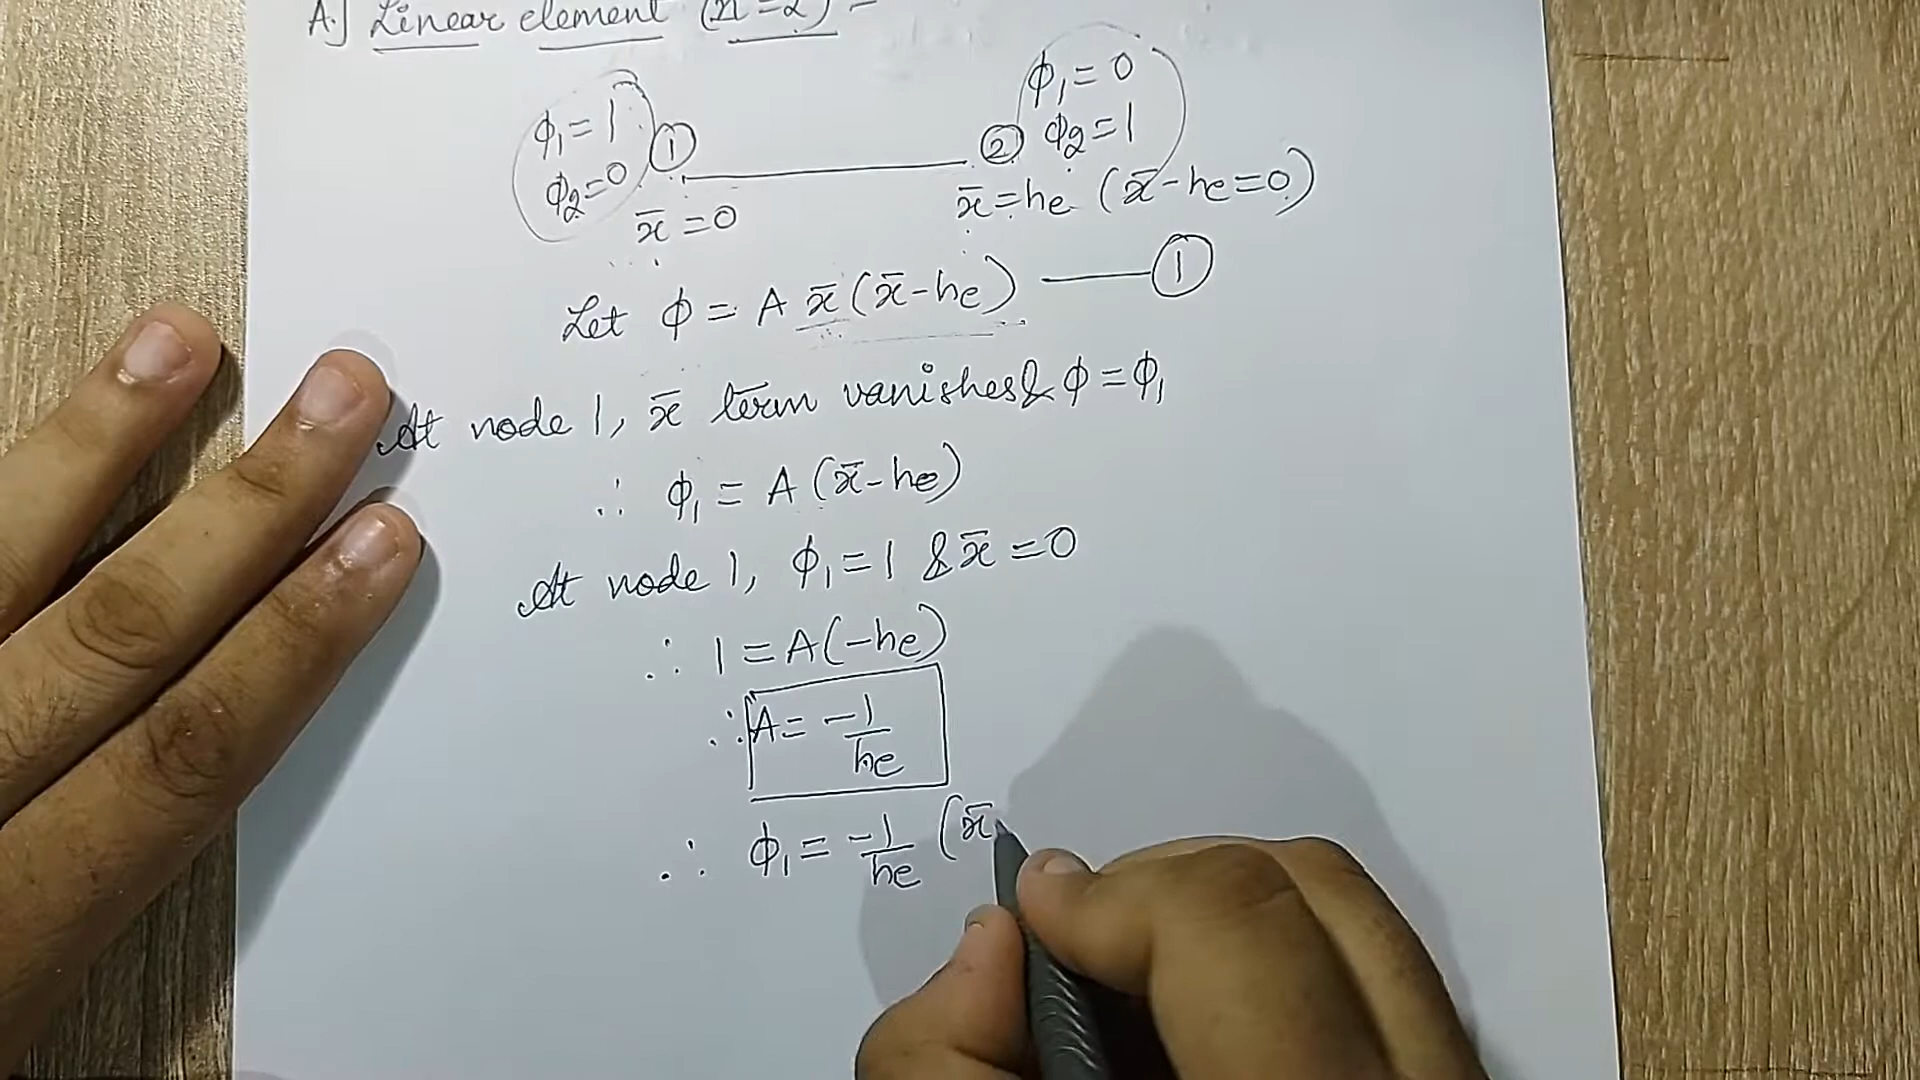 A.] Linear element (n=2) -
ϕ₁ = 1
ϕ₂ = 0
①
x̄ = 0
②
ϕ₁ = 0
ϕ₂ = 1
x̄ = he (x̄ - he = 0)
Let ϕ = A x̄ (x̄ - he) —— ①
At node 1, x̄ term vanishes & ϕ = ϕ₁
∴ ϕ₁ = A (x̄ - he)
At node 1, ϕ₁ = 1 & x̄ = 0
∴ 1 = A(-he)
∴ A = -1/he
∴ ϕ₁ = -1/he (x̄